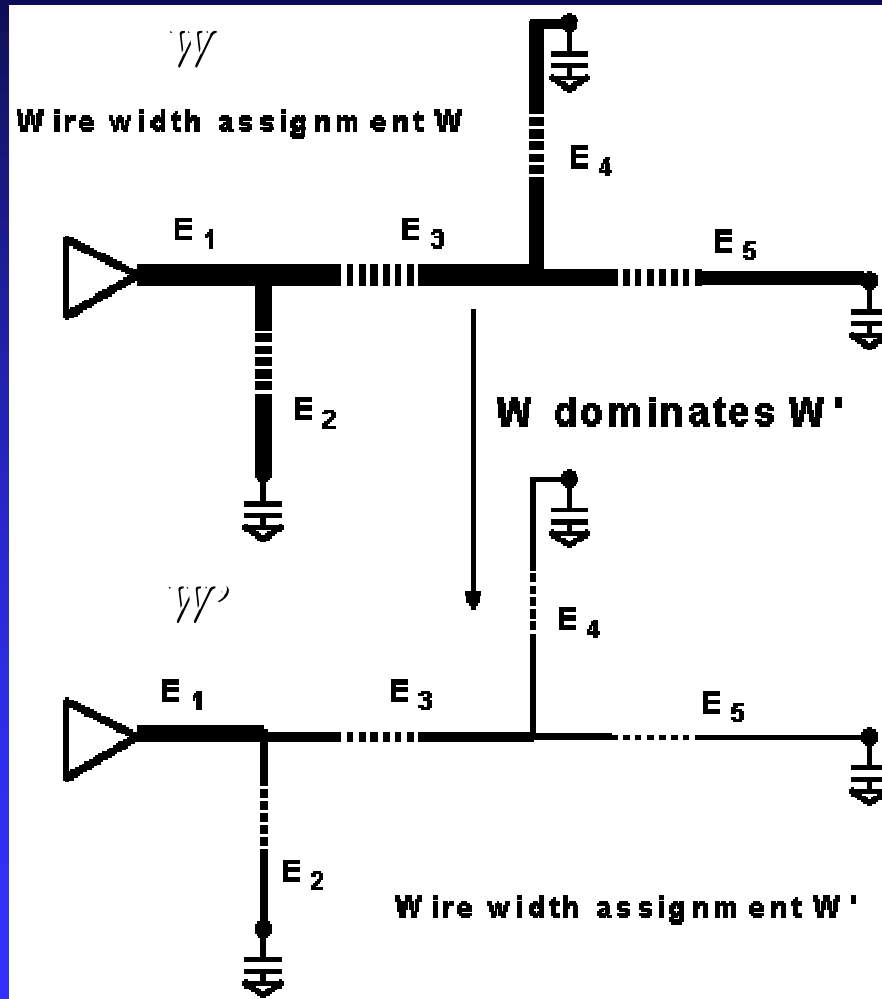 W
Wire width assignment W
E4
E1
E3
E5
E2
W dominates W'
W'
E4
E1
E3
E5
E2
Wire width assignment W'